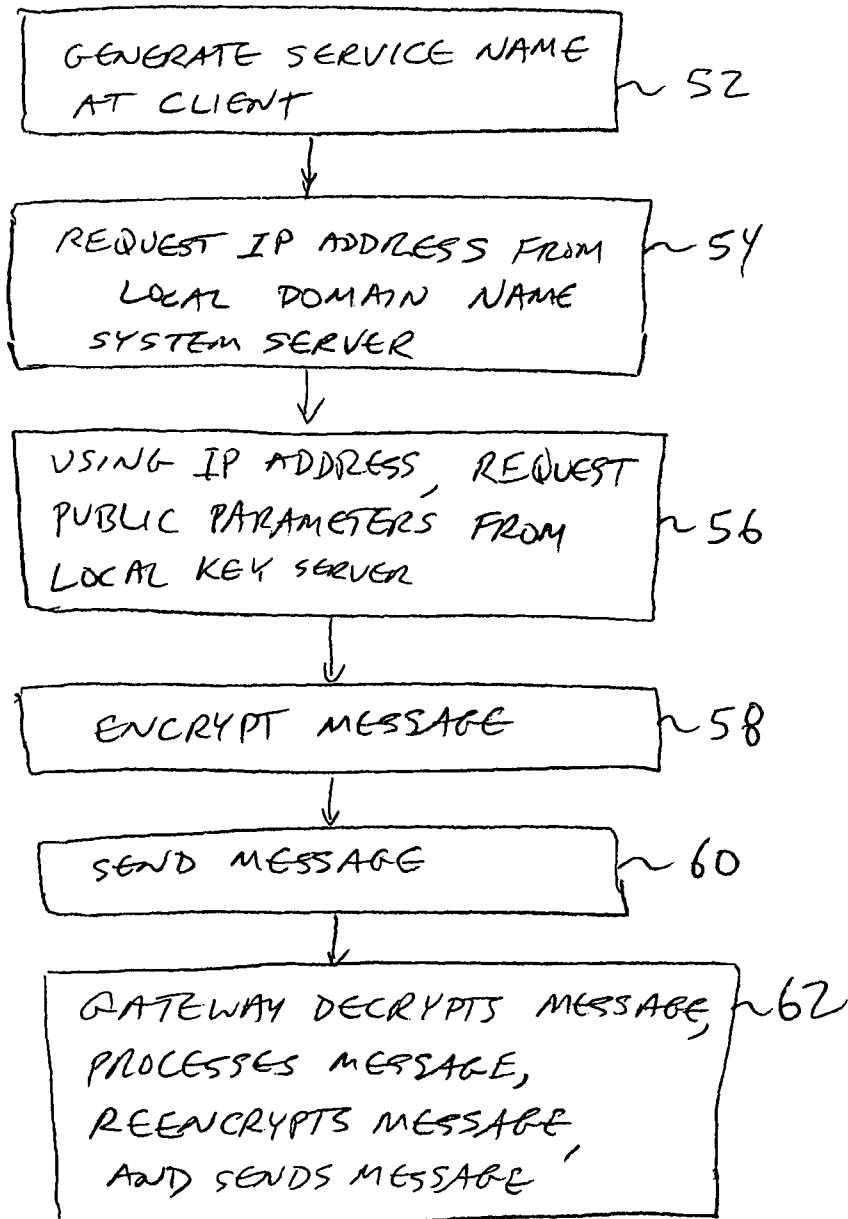 GENERATE SERVICE NAME
AT CLIENT
52
REQUEST IP ADDRESS FROM
LOCAL DOMAIN NAME
SYSTEM SERVER
54
USING IP ADDRESS, REQUEST
PUBLIC PARAMETERS FROM
LOCAL KEY SERVER
56
ENCRYPT MESSAGE
58
SEND MESSAGE
60
GATEWAY DECRYPTS MESSAGE,
PROCESSES MESSAGE,
REENCRYPTS MESSAGE,
AND SENDS MESSAGE
62